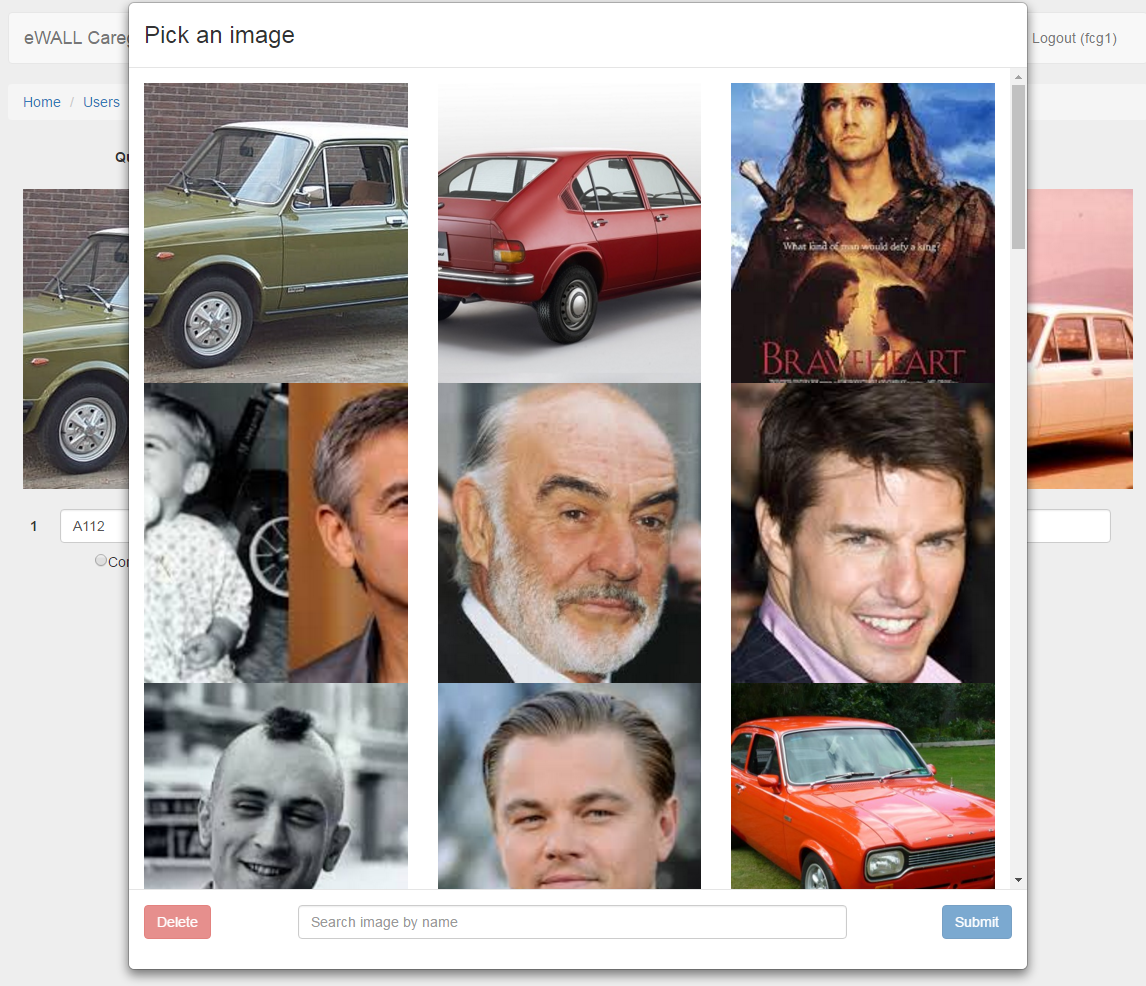 Pick an image
eWALL Careg
Logout (fcg1)
Home / Users
Qu
What kind of man would defy a king?
BRAVEHEART
1
A112
Cor
Delete
Search image by name
Submit